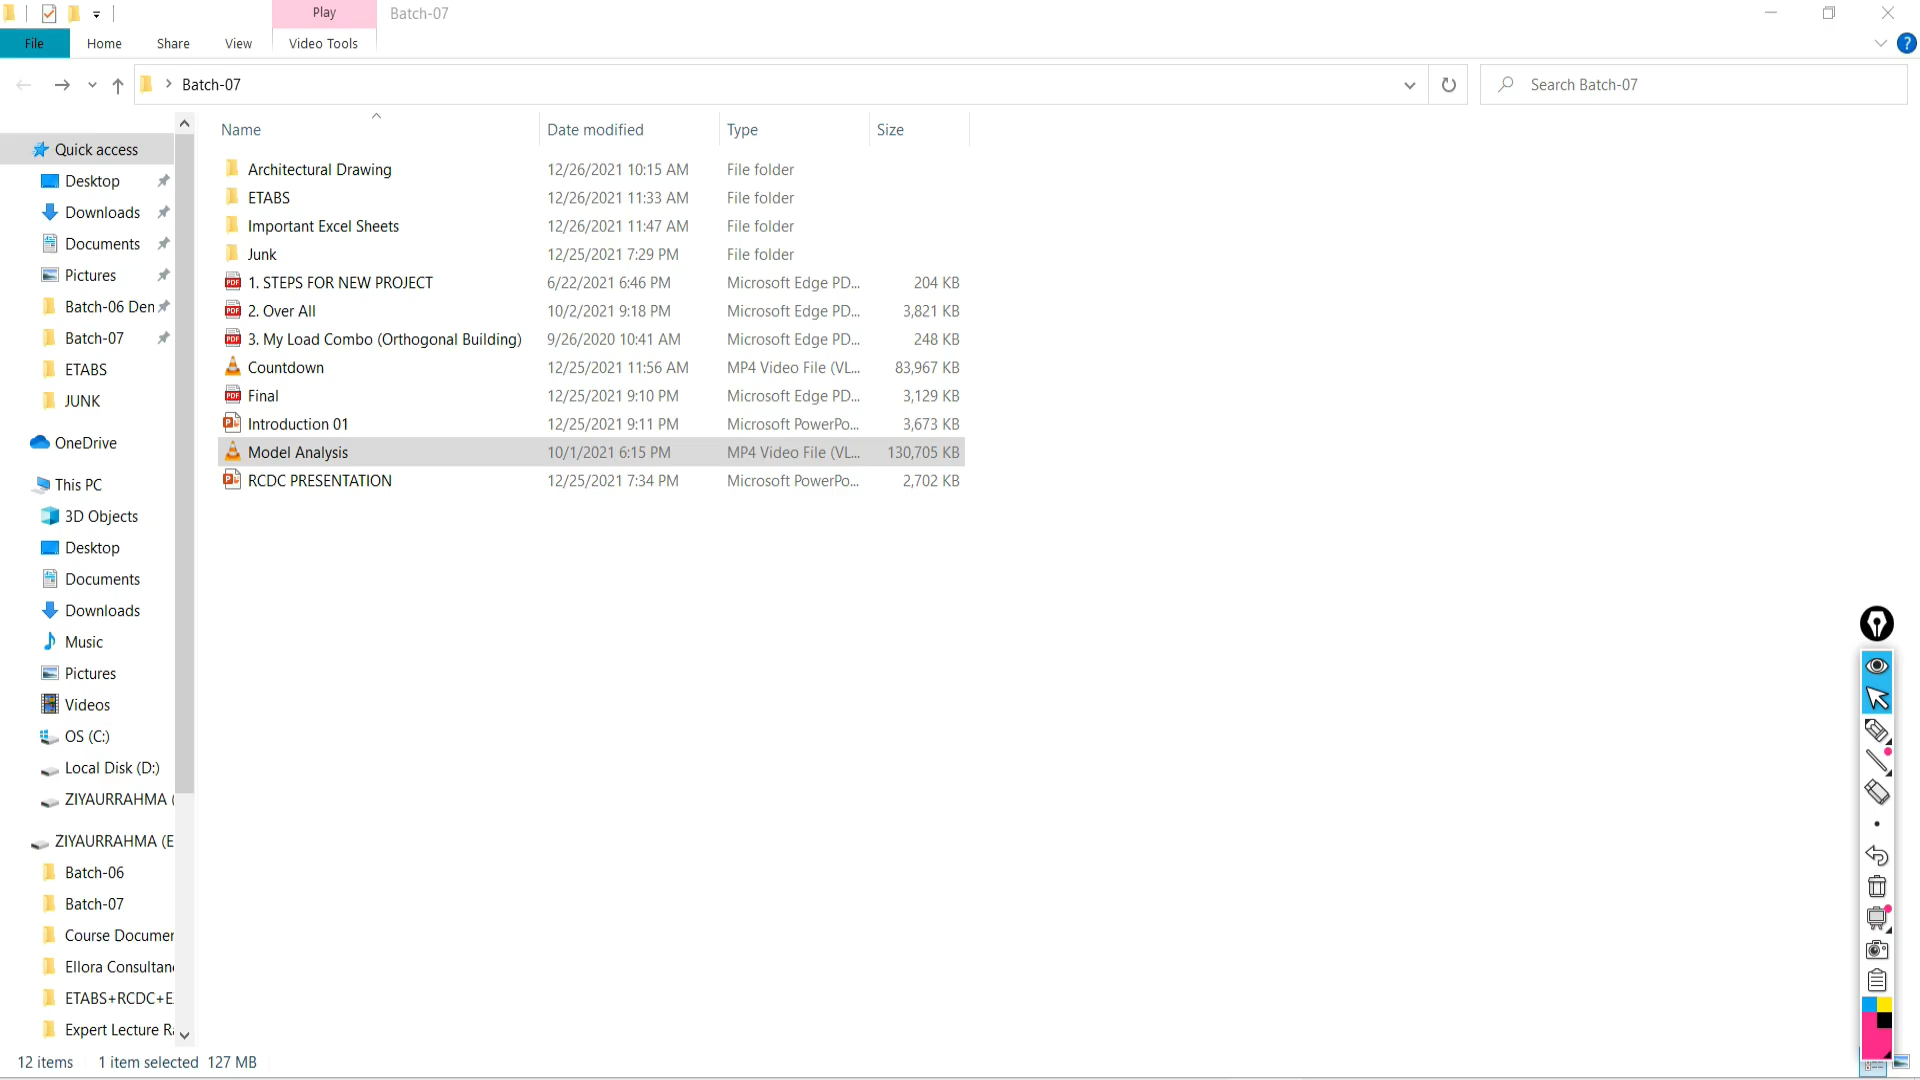 Play
Batch-07
File
Home
Share
View
Video Tools
Batch-07
Search Batch-07
Name
Date modified
Type
Size
Quick access
Desktop
Downloads
Documents
Pictures
Batch-06 Den
Batch-07
ETABS
JUNK
OneDrive
This PC
3D Objects
Desktop
Documents
Downloads
Music
Pictures
Videos
OS (C:)
Local Disk (D:)
ZIYAURRAHMA (
ZIYAURRAHMA (E
Batch-06
Batch-07
Course Documen
Ellora Consultanc
ETABS+RCDC+E
Expert Lecture Ra
Architectural Drawing 12/26/2021 10:15 AM File folder
ETABS 12/26/2021 11:33 AM File folder
Important Excel Sheets 12/26/2021 11:47 AM File folder
Junk 12/25/2021 7:29 PM File folder
1. STEPS FOR NEW PROJECT 6/22/2021 6:46 PM Microsoft Edge PD... 204 KB
2. Over All 10/2/2021 9:18 PM Microsoft Edge PD... 3,821 KB
3. My Load Combo (Orthogonal Building) 9/26/2020 10:41 AM Microsoft Edge PD... 248 KB
Countdown 12/25/2021 11:56 AM MP4 Video File (VL... 83,967 KB
Final 12/25/2021 9:10 PM Microsoft Edge PD... 3,129 KB
Introduction 01 12/25/2021 9:11 PM Microsoft PowerPo... 3,673 KB
Model Analysis 10/1/2021 6:15 PM MP4 Video File (VL... 130,705 KB
RCDC PRESENTATION 12/25/2021 7:34 PM Microsoft PowerPo... 2,702 KB
12 items 1 item selected 127 MB